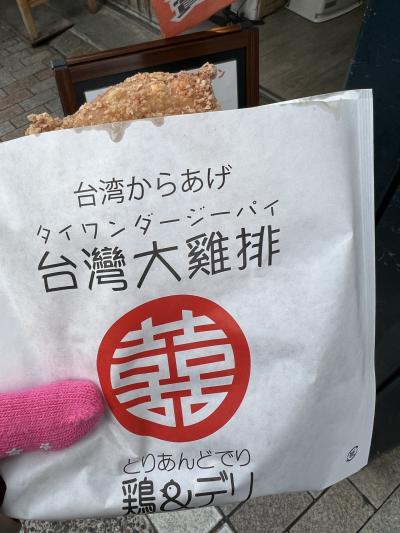 台湾からあげ
タイワンダージーパイ
台灣大雞排
囍
とりあんどでり
鶏&デリ